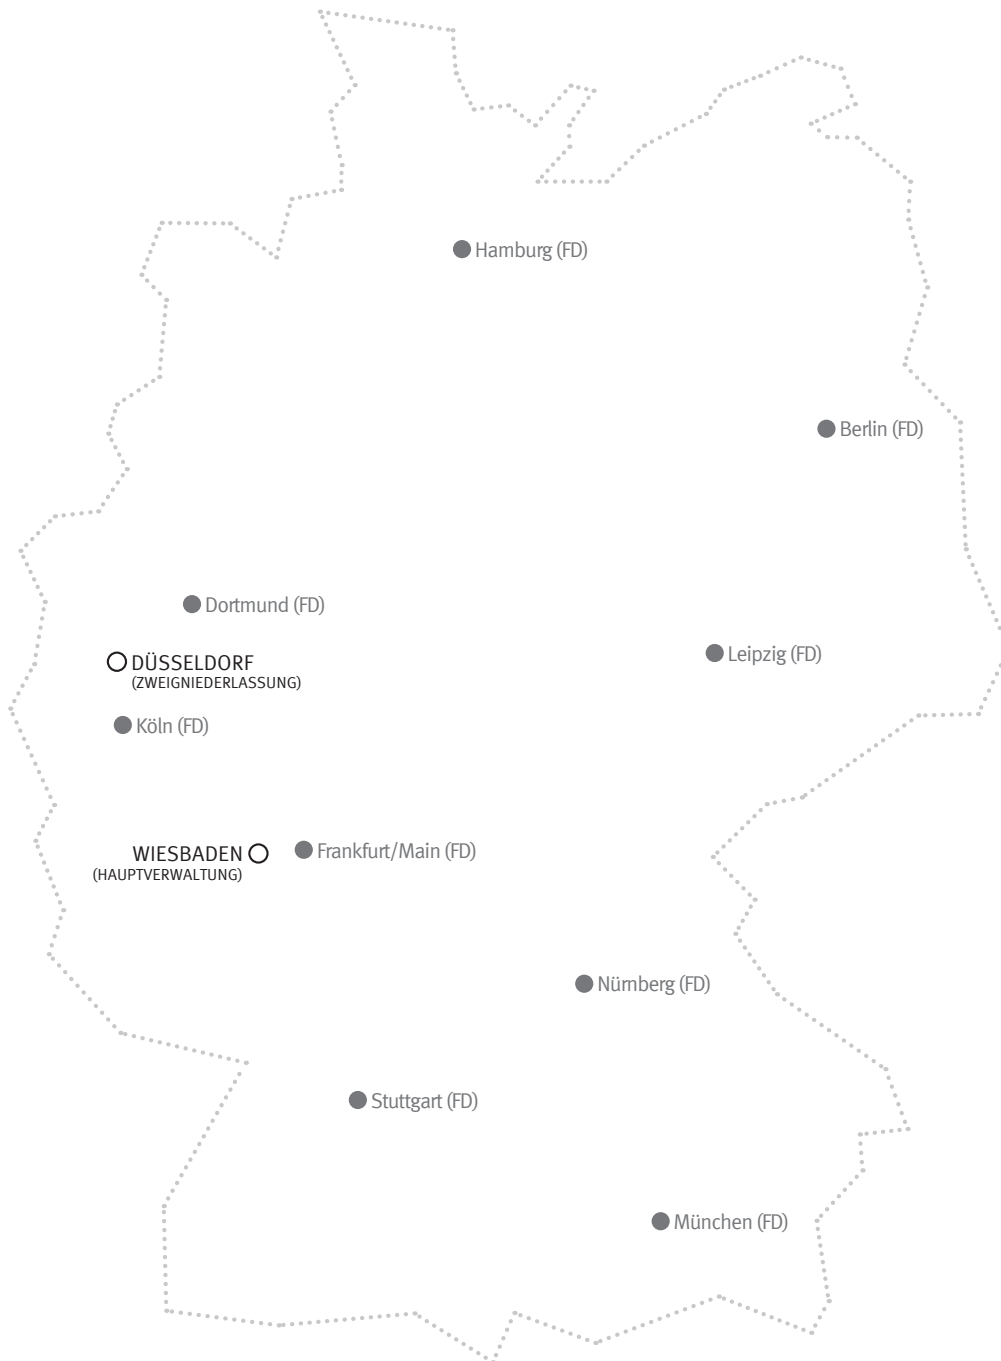 Hamburg (FD)
Berlin (FD)
Dortmund (FD)
Leipzig (FD)
DÜSSELDORF
(ZWEIGNIEDERLASSUNG)
Köln (FD)
WIESBADEN
(HAUPTVERWALTUNG)
Frankfurt/Main (FD)
Nürnberg (FD)
Stuttgart (FD)
München (FD)